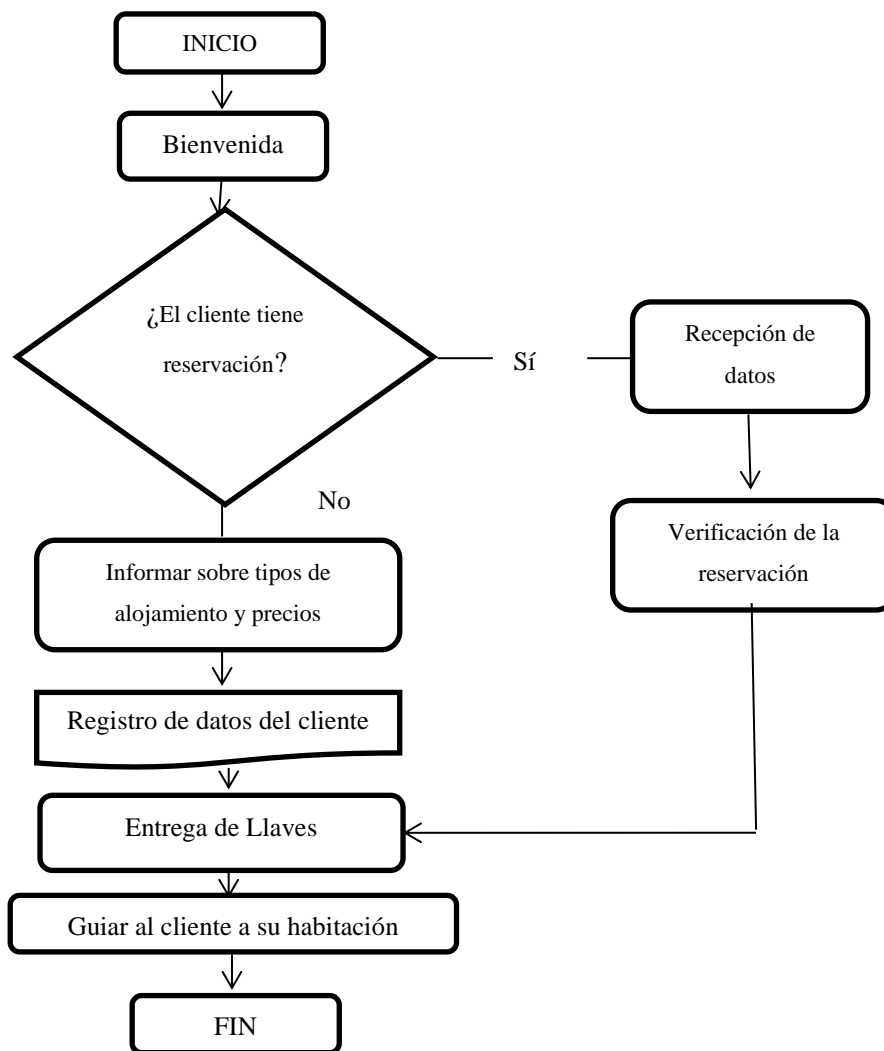 INICIO
Bienvenida
¿El cliente tiene
reservación?
Sí
Recepción de
datos
No
Verificación de la
reservación
Informar sobre tipos de
alojamiento y precios
Registro de datos del cliente
Entrega de Llaves
Guiar al cliente a su habitación
FIN